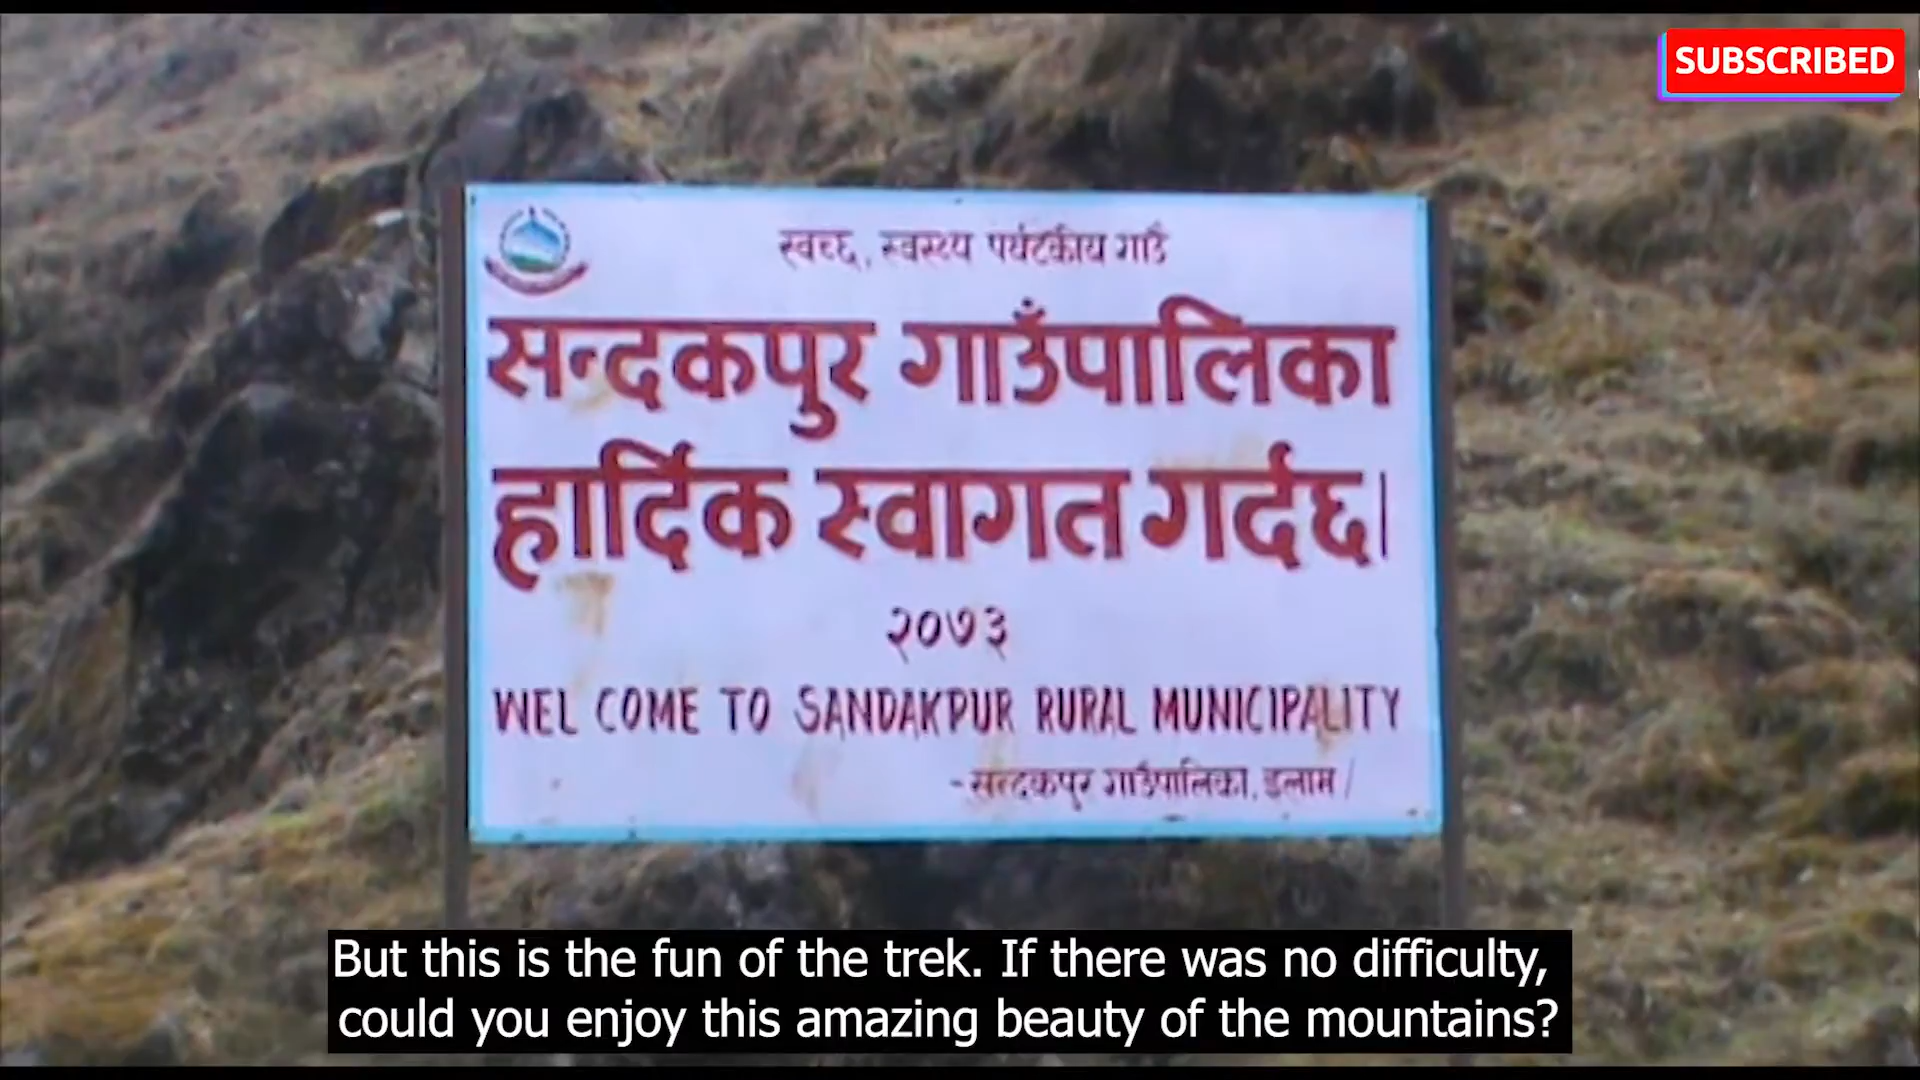 SUBSCRIBED
स्वच्छ, स्वस्थ्य पर्यटकीय गाउँ
सन्दकपुर गाउँपालिका
हार्दिक स्वागत गर्दछ।
२०७३
WEL COME TO SANDAKPUR RURAL MUNICIPALITY
-सन्दकपुर गाउँपालिका, इलाम/
But this is the fun of the trek. If there was no difficulty,
could you enjoy this amazing beauty of the mountains?